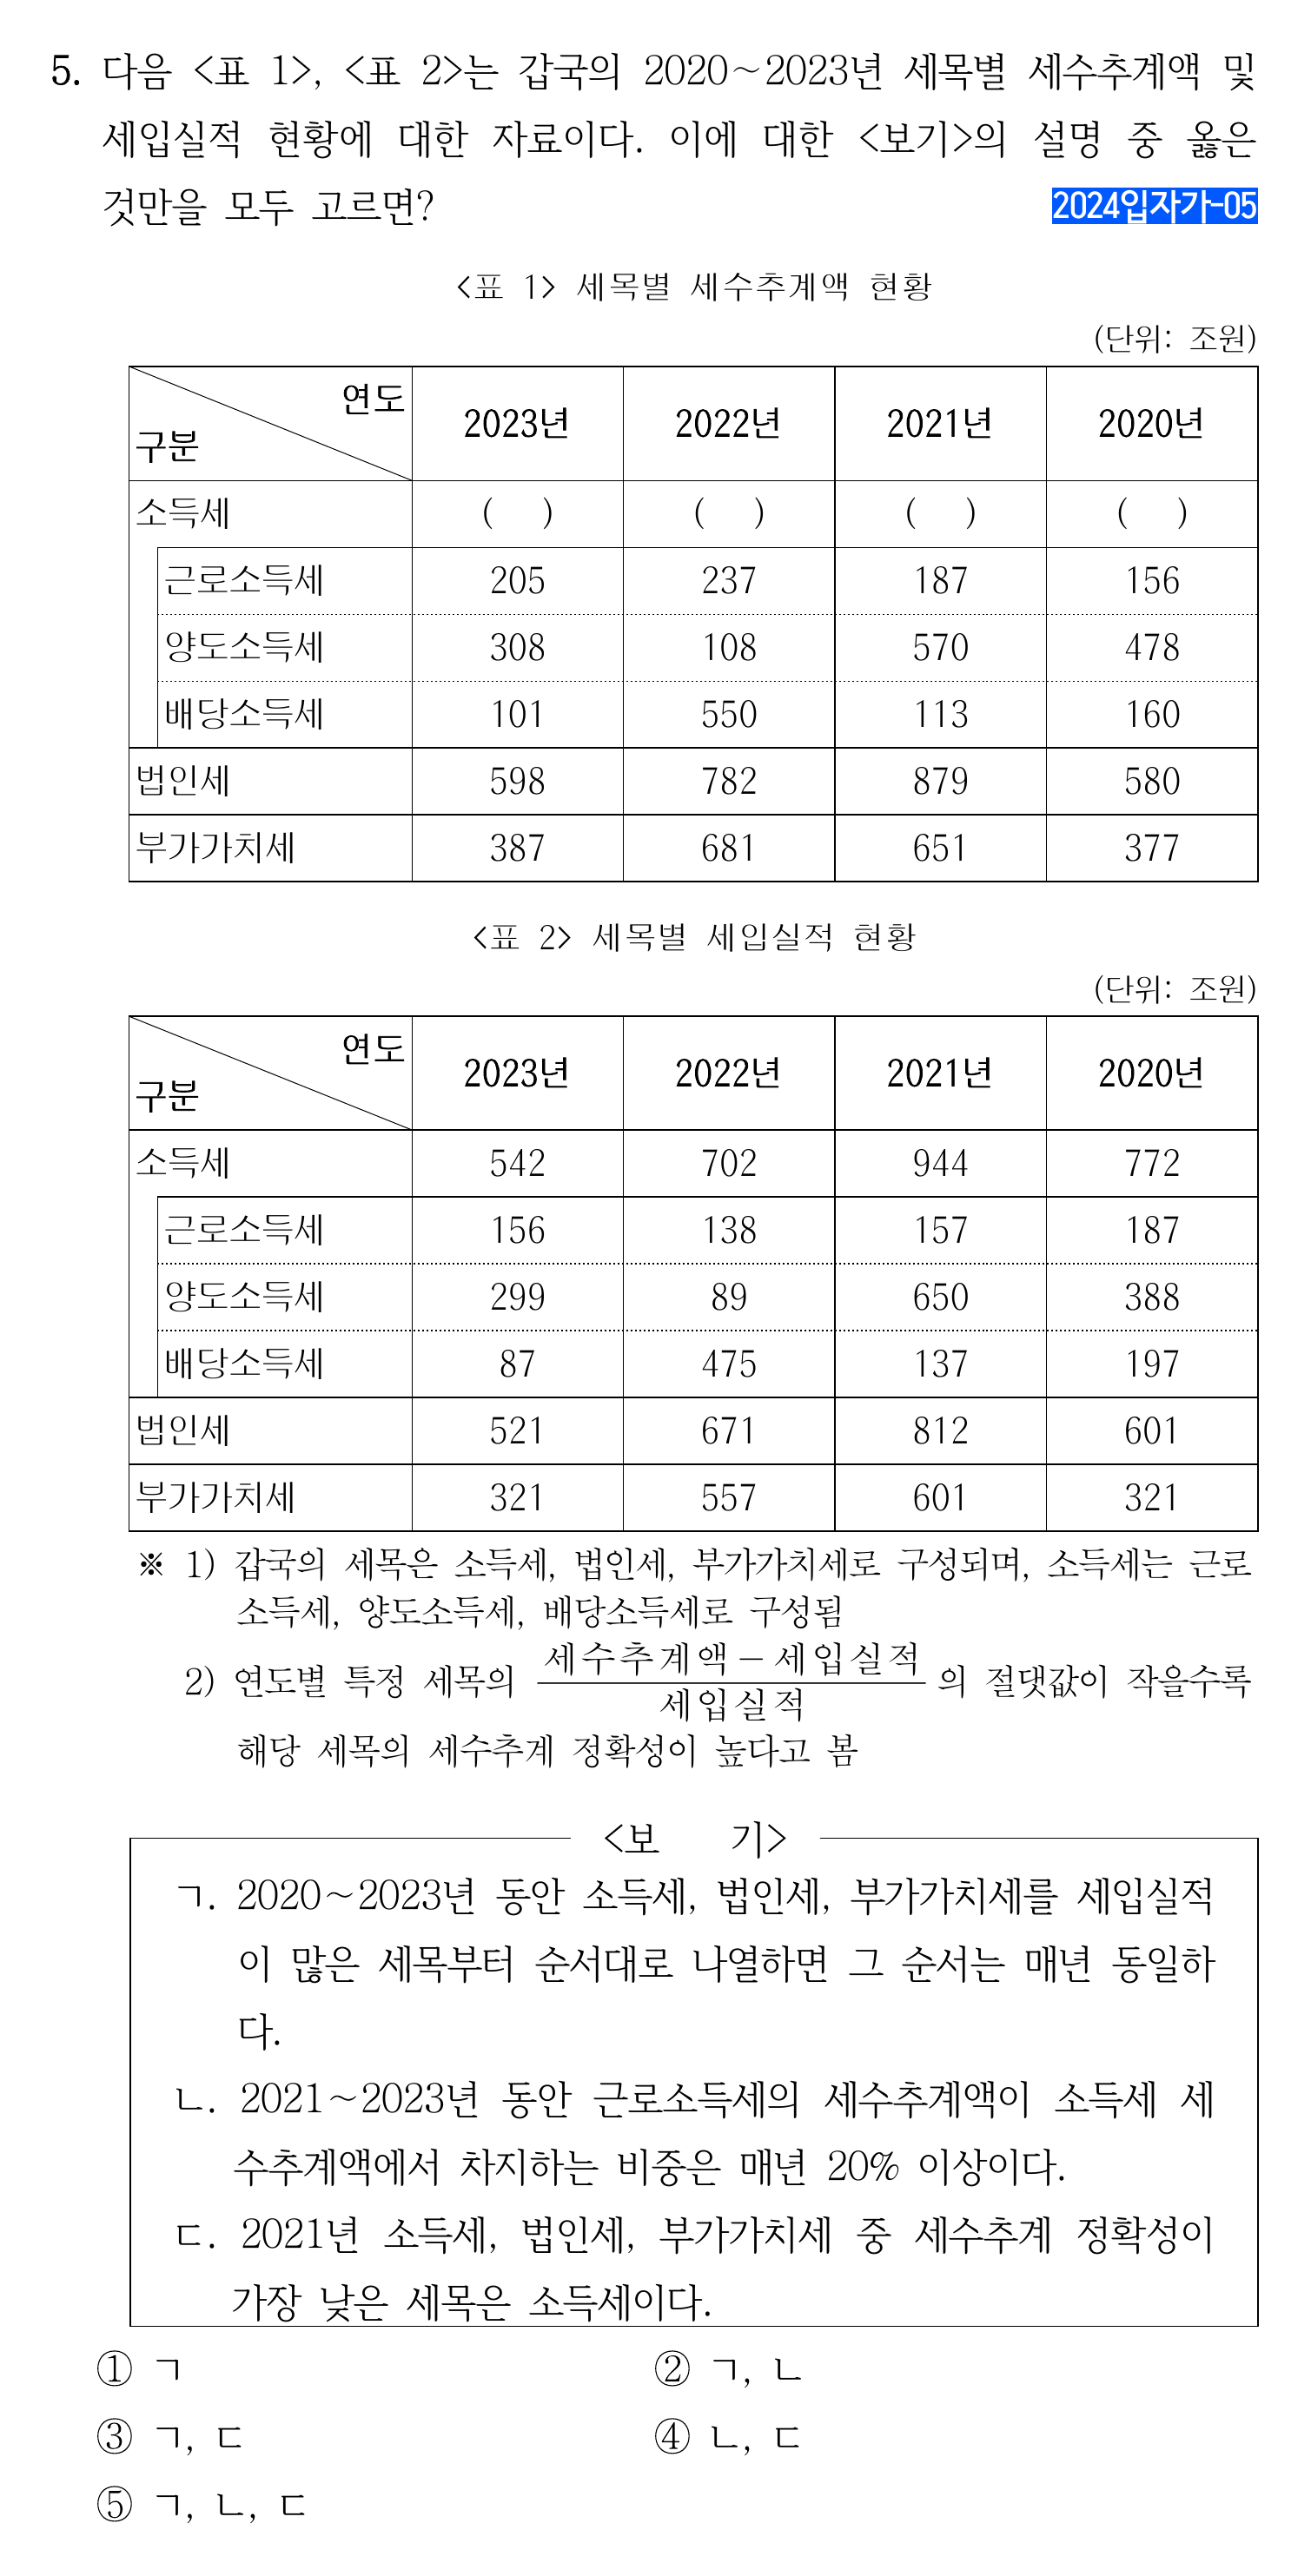 5. 다음 <표 1>, <표 2>는 갑국의 2020~2023년 세목별 세수추계액 및
세입실적 현황에 대한 자료이다. 이에 대한 <보기>의 설명 중 옳은
것만을 모두 고르면? 2024입자가-05
<표 1> 세목별 세수추계액 현황
(단위: 조원)
구분 연도 2023년 2022년 2021년 2020년
소득세 ( ) ( ) ( ) ( )
근로소득세 205 237 187 156
양도소득세 308 108 570 478
배당소득세 101 550 113 160
법인세 598 782 879 580
부가가치세 387 681 651 377
<표 2> 세목별 세입실적 현황
(단위: 조원)
구분 연도 2023년 2022년 2021년 2020년
소득세 542 702 944 772
근로소득세 156 138 157 187
양도소득세 299 89 650 388
배당소득세 87 475 137 197
법인세 521 671 812 601
부가가치세 321 557 601 321
※ 1) 갑국의 세목은 소득세, 법인세, 부가가치세로 구성되며, 소득세는 근로
소득세, 양도소득세, 배당소득세로 구성됨
2) 연도별 특정 세목의 세수추계액-세입실적 / 세입실적 의 절댓값이 작을수록
해당 세목의 세수추계 정확성이 높다고 봄
<보 기>
ㄱ. 2020~2023년 동안 소득세, 법인세, 부가가치세를 세입실적
이 많은 세목부터 순서대로 나열하면 그 순서는 매년 동일하
다.
ㄴ. 2021~2023년 동안 근로소득세의 세수추계액이 소득세 세
수추계액에서 차지하는 비중은 매년 20% 이상이다.
ㄷ. 2021년 소득세, 법인세, 부가가치세 중 세수추계 정확성이
가장 낮은 세목은 소득세이다.
① ㄱ ② ㄱ, ㄴ
③ ㄱ, ㄷ ④ ㄴ, ㄷ
⑤ ㄱ, ㄴ, ㄷ